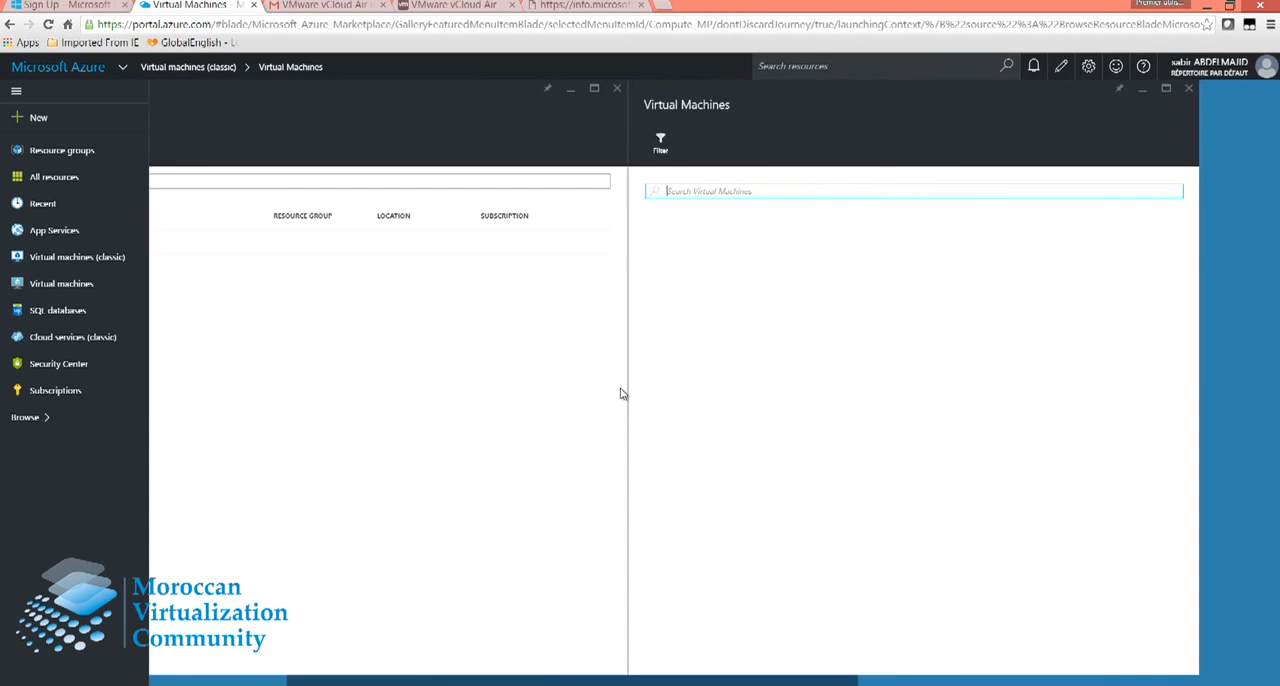 Sign Up - Microsoft
Virtual Machines - M
VMware vCloud Air
VMware vCloud Air
https://info.microsof
https://portal.azure.com/#blade/Microsoft_Azure_Marketplace/GalleryFeaturedMenuItemBlade/selectedMenuItemId/Compute_MP/dontDiscardJourney/true/launchingContext/%7B%22source%22%3A%22BrowseResourceBladeMicroso
Apps
Imported From IE
GlobalEnglish - L
Microsoft Azure
Virtual machines (classic) > Virtual Machines
Search resources
sabir ABDELMAJID
RÉPERTOIRE PAR DÉFAUT
New
Resource groups
All resources
Recent
App Services
Virtual machines (classic)
Virtual machines
SQL databases
Cloud services (classic)
Security Center
Subscriptions
Browse >
RESOURCE GROUP
LOCATION
SUBSCRIPTION
Virtual Machines
Filter
Search Virtual Machines
Moroccan
Virtualization
Community